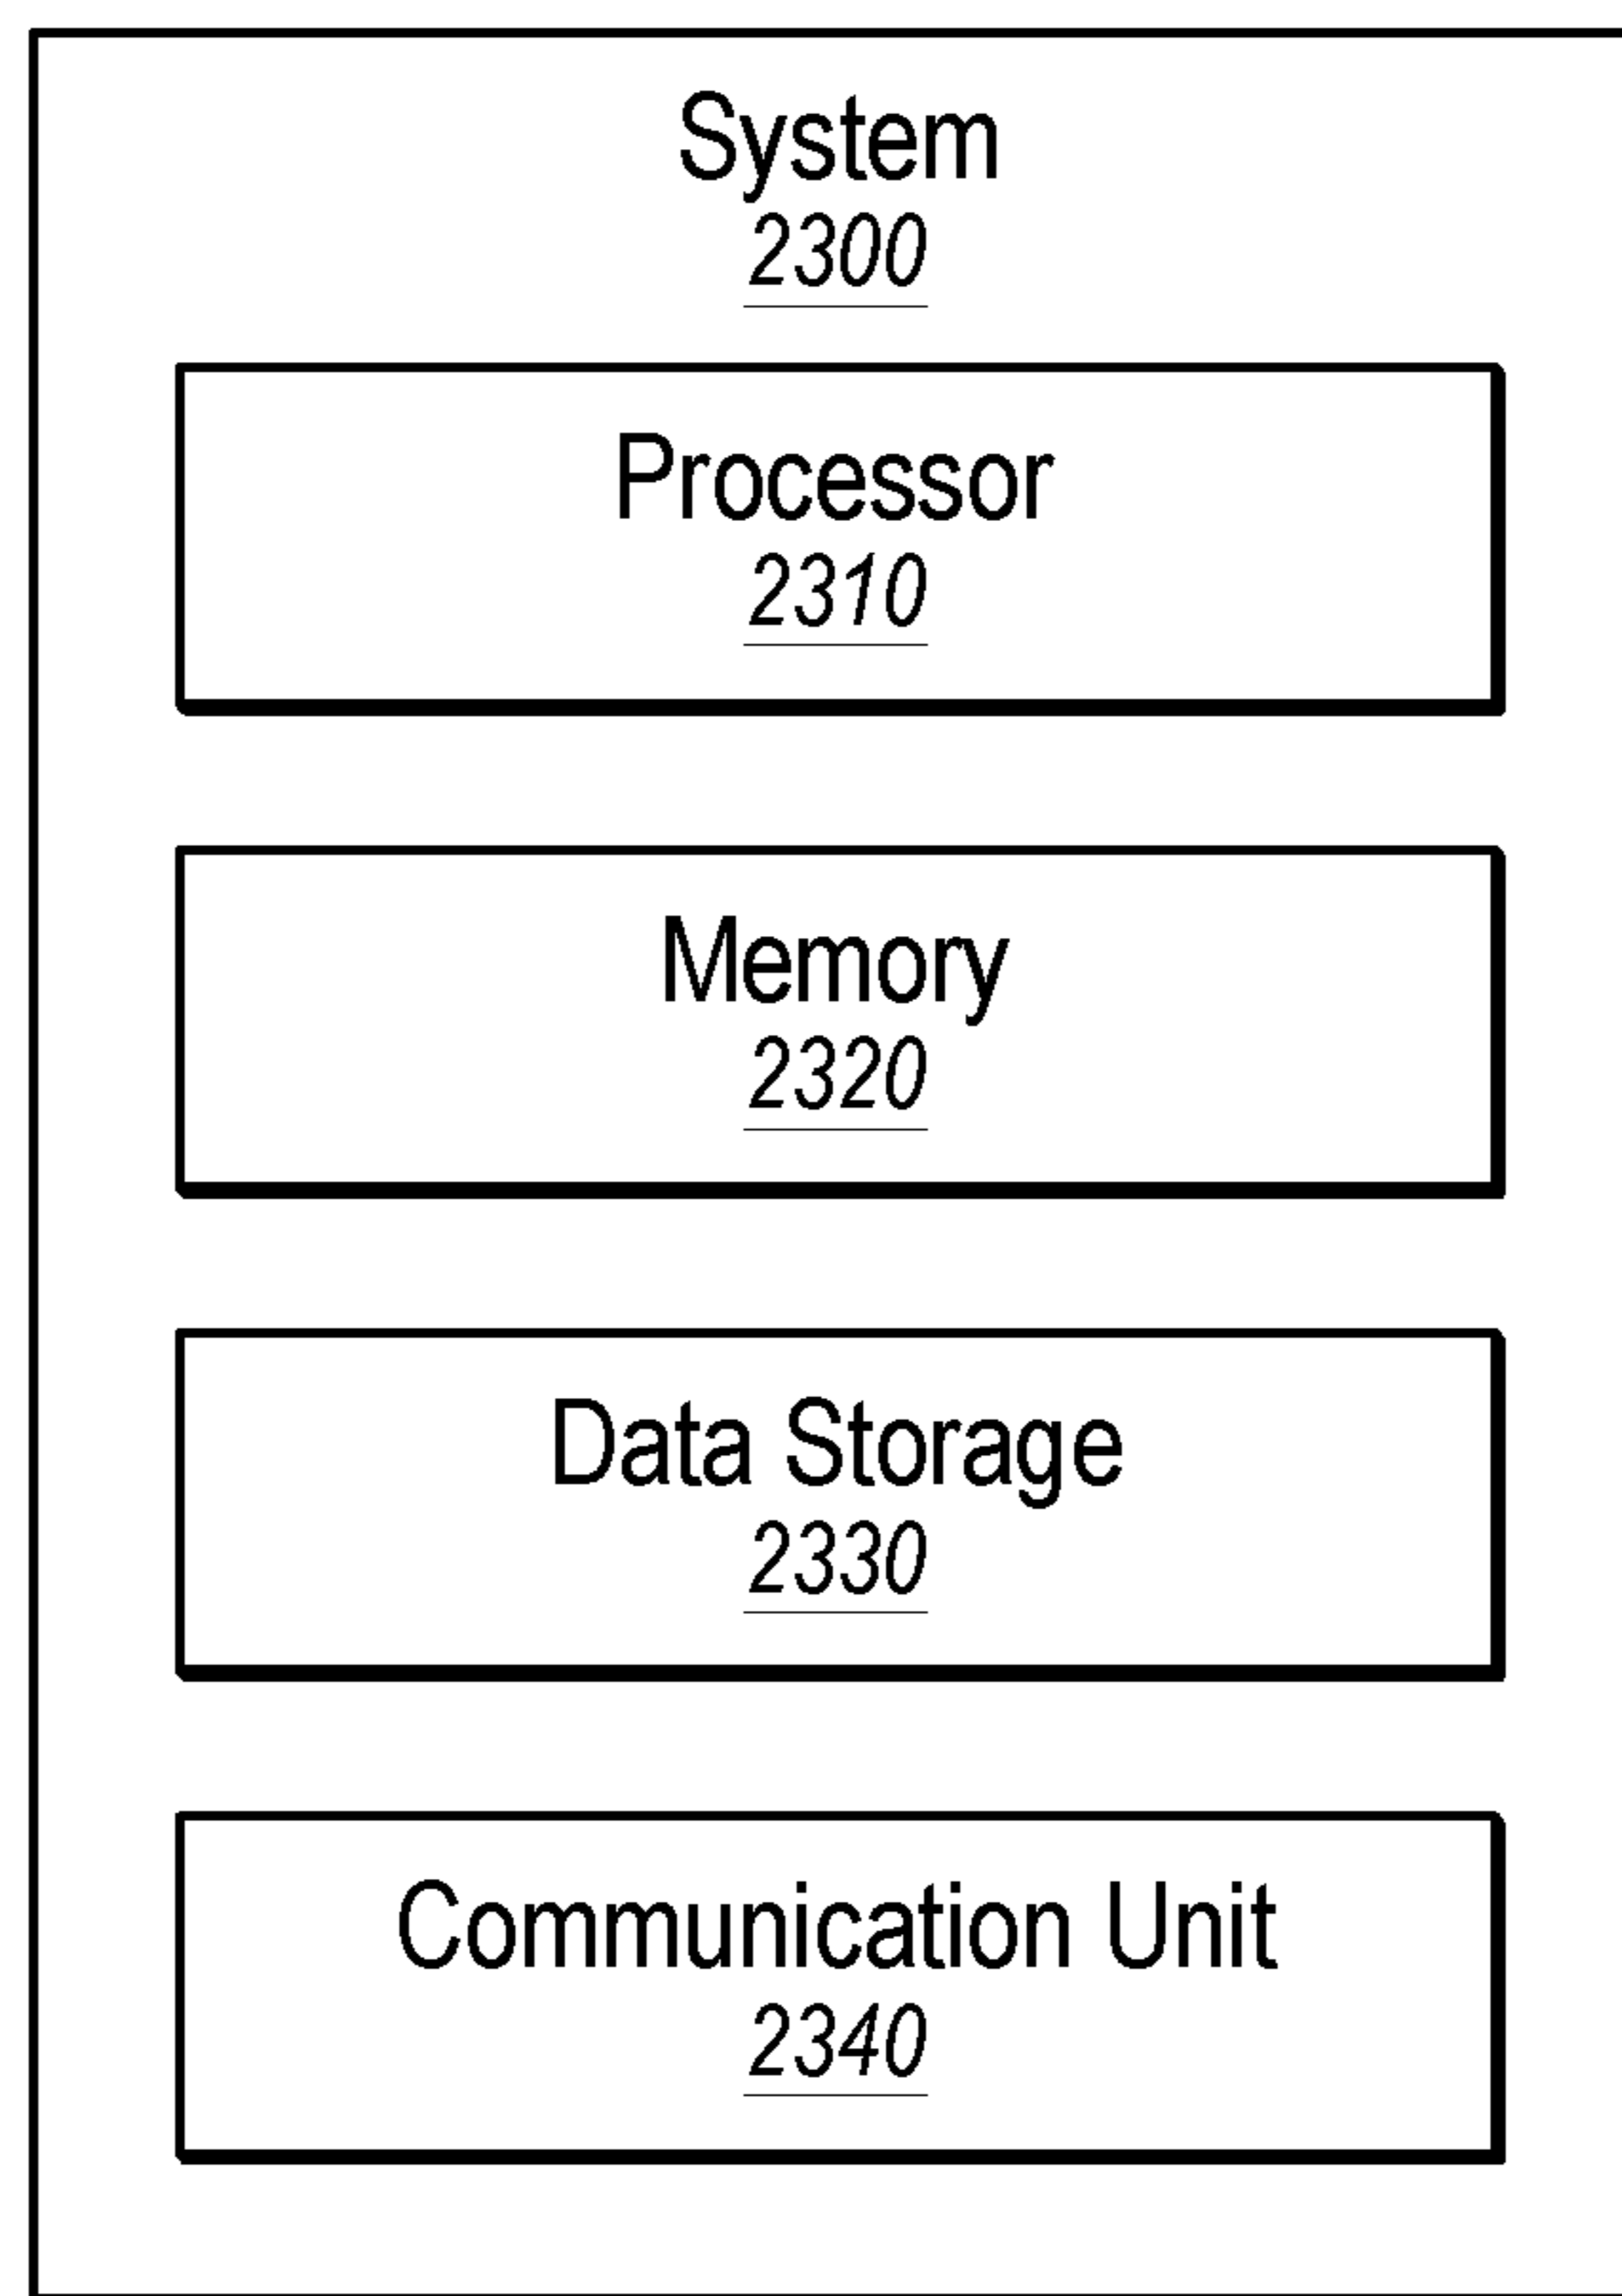 System
2300
Processor
2310
Memory
2320
Data Storage
2330
Communication Unit
2340